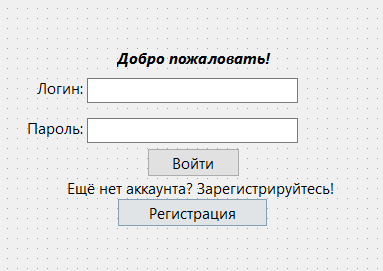 Добро пожаловать!
Логин:
Пароль:
Войти
Ещё нет аккаунта? Зарегистрируйтесь!
Регистрация